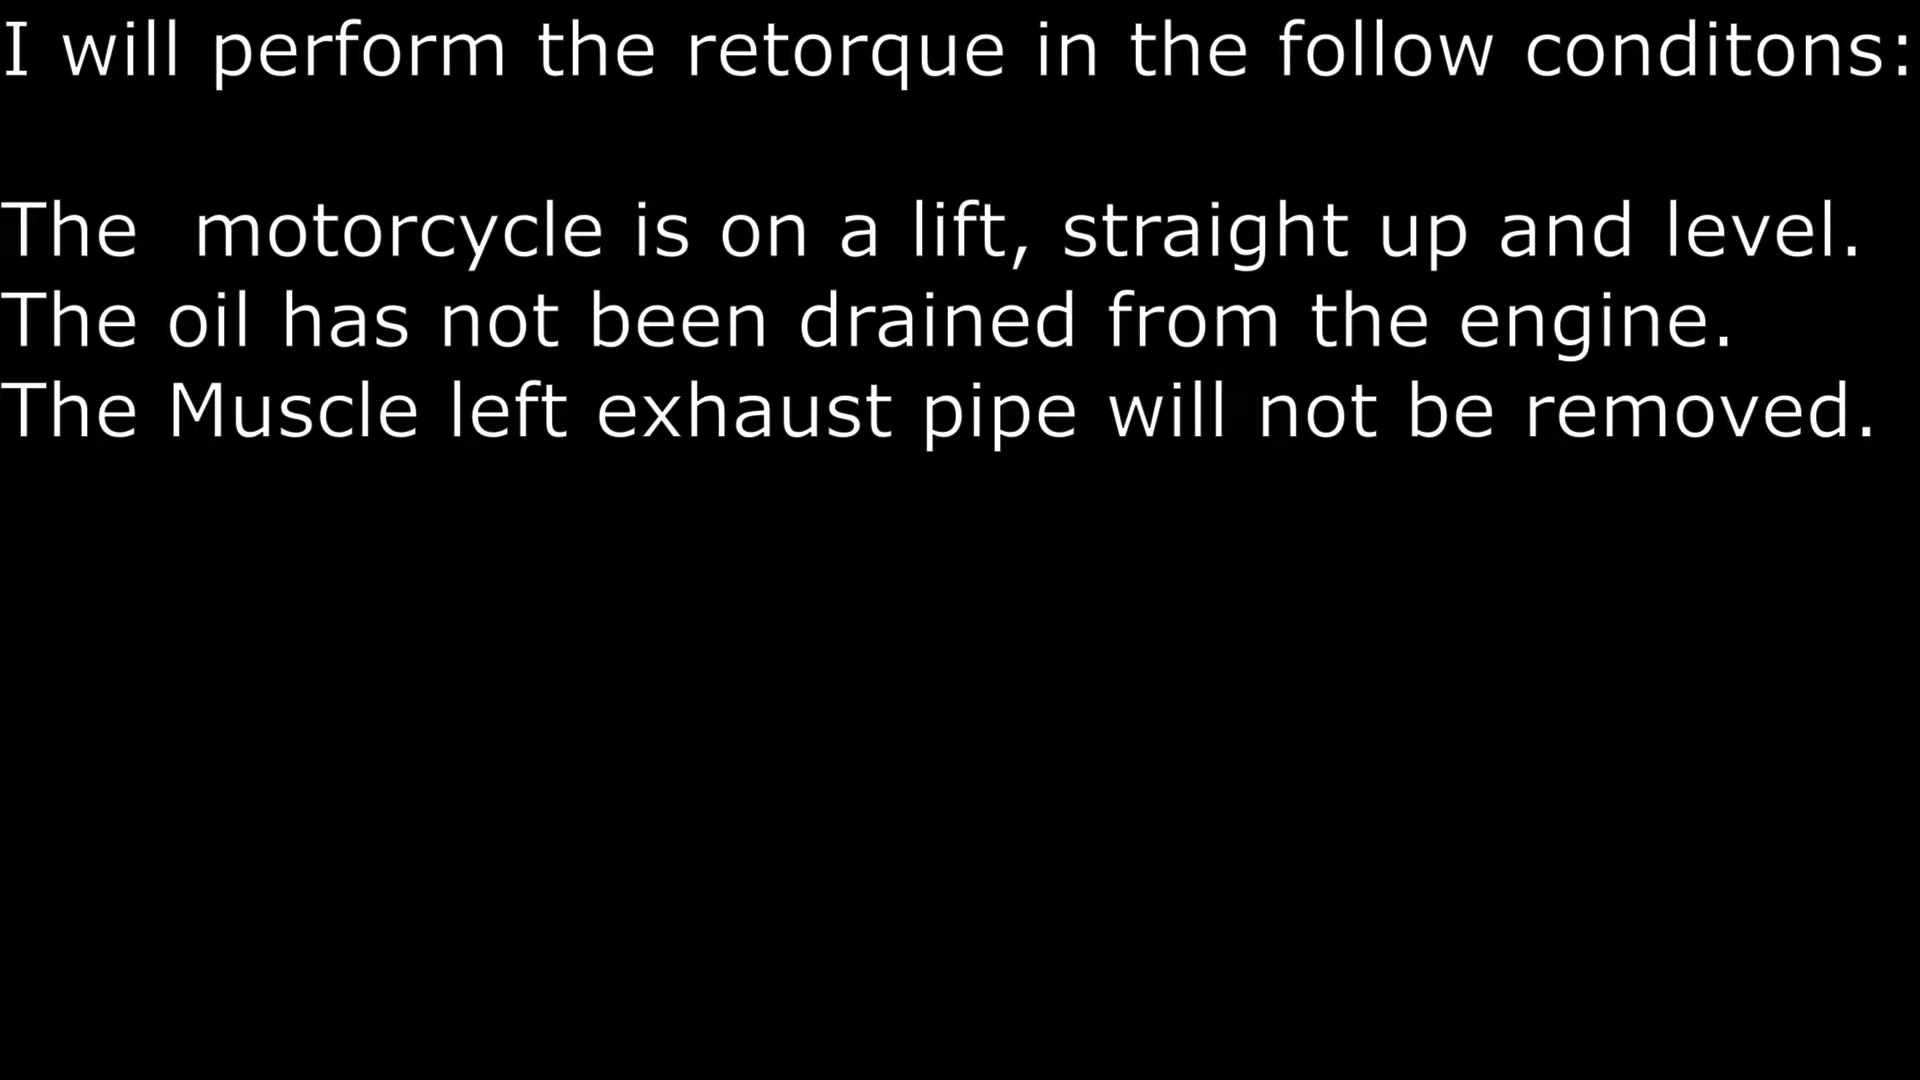 I will perform the retorque in the follow conditons:
The  motorcycle is on a lift, straight up and level.
The oil has not been drained from the engine.
The Muscle left exhaust pipe will not be removed.